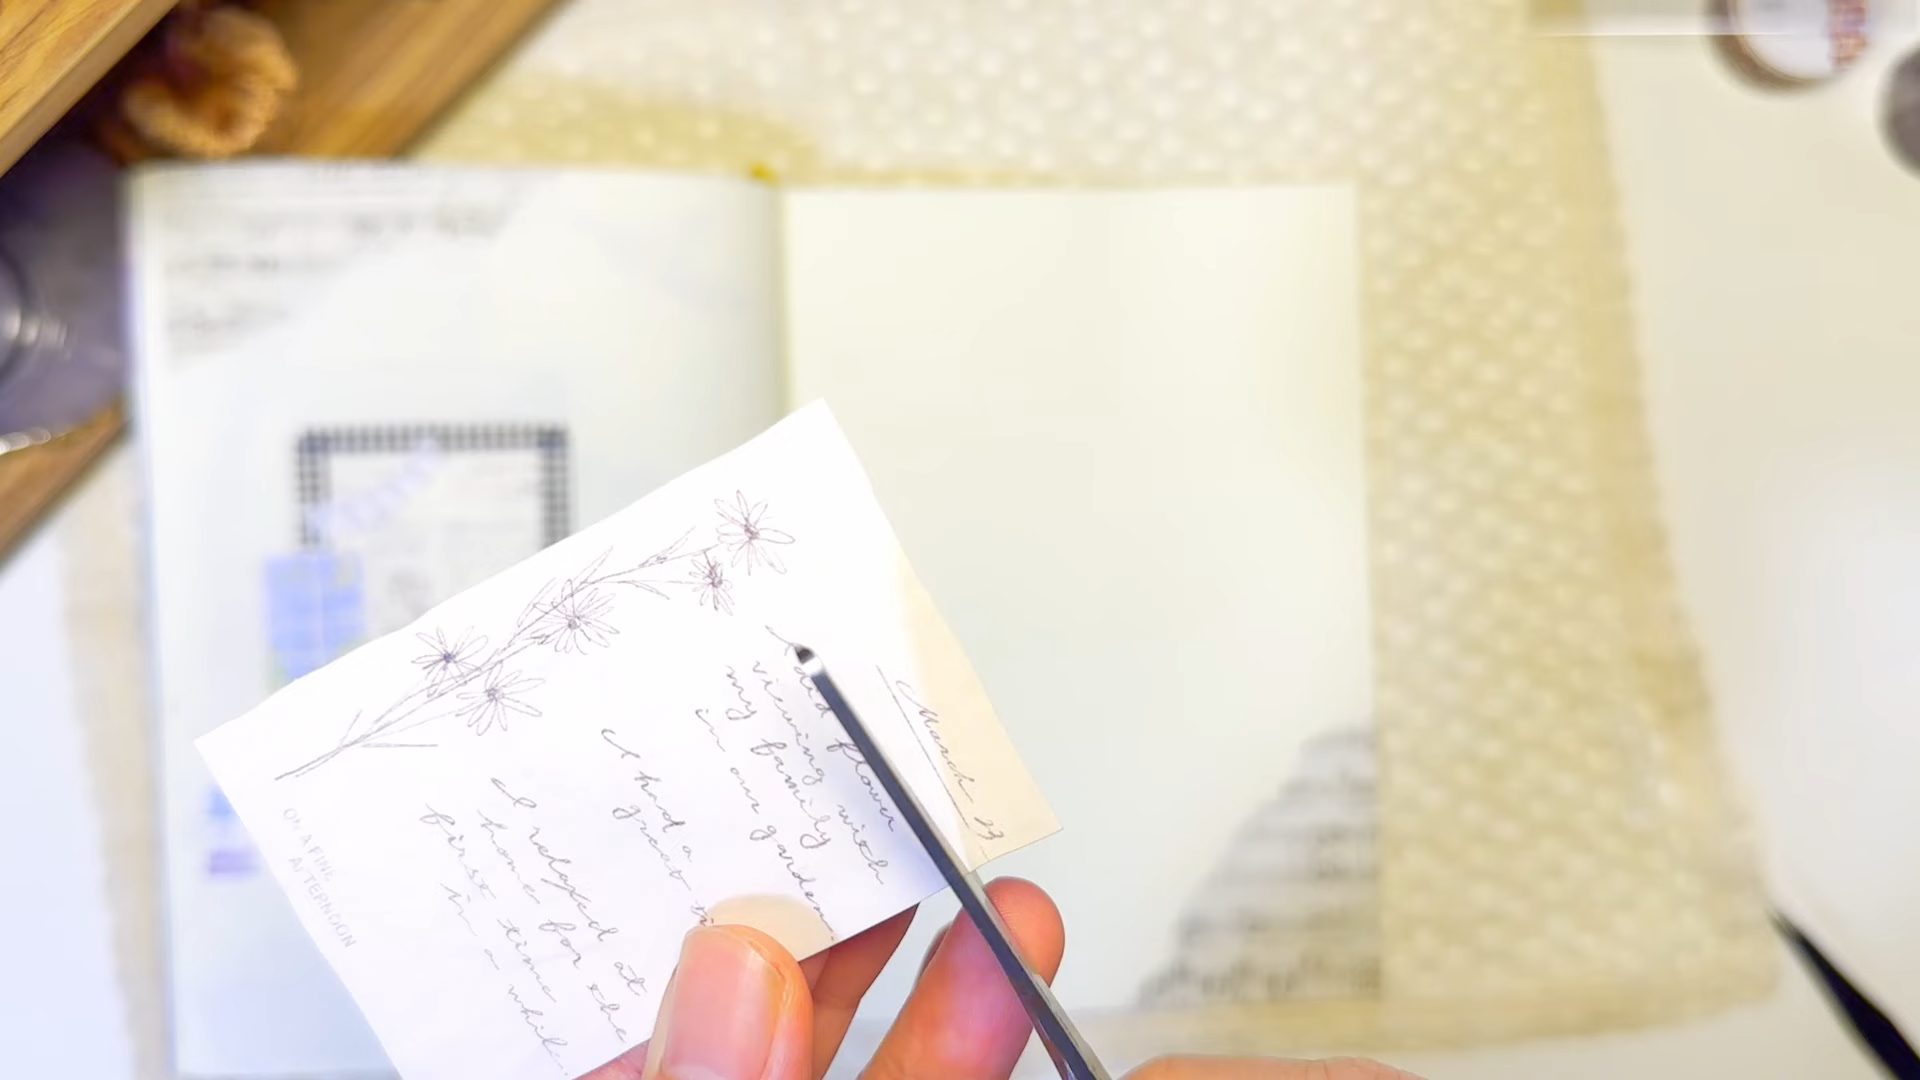 March 23
I did flower
viewing with
my family
in our garden.
I had a
great
I relaxed at
home for the
first time
in a while.
ON A FINE
AFTERNOON